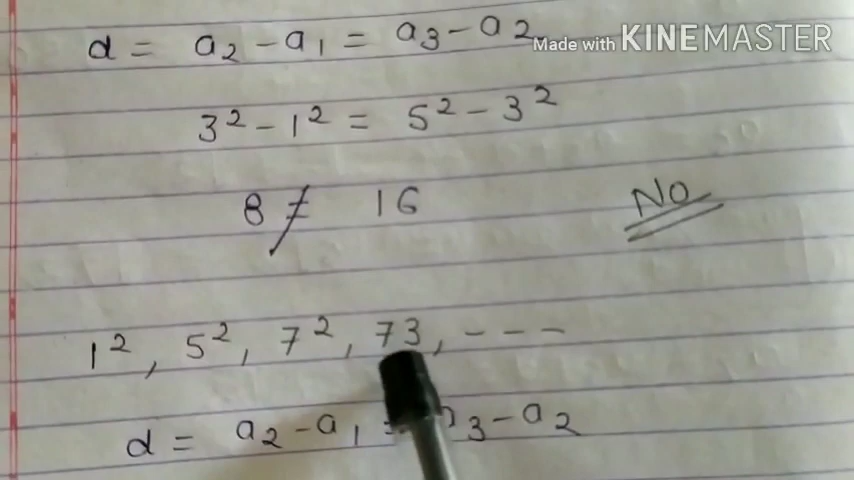 d = a₂ - a₁ = a₃ - a₂
Made with KINEMASTER
3² - 1² = 5² - 3²
8 ≠ 16
No
1², 5², 7², 73, - - -
d = a₂ - a₁ = a₃ - a₂